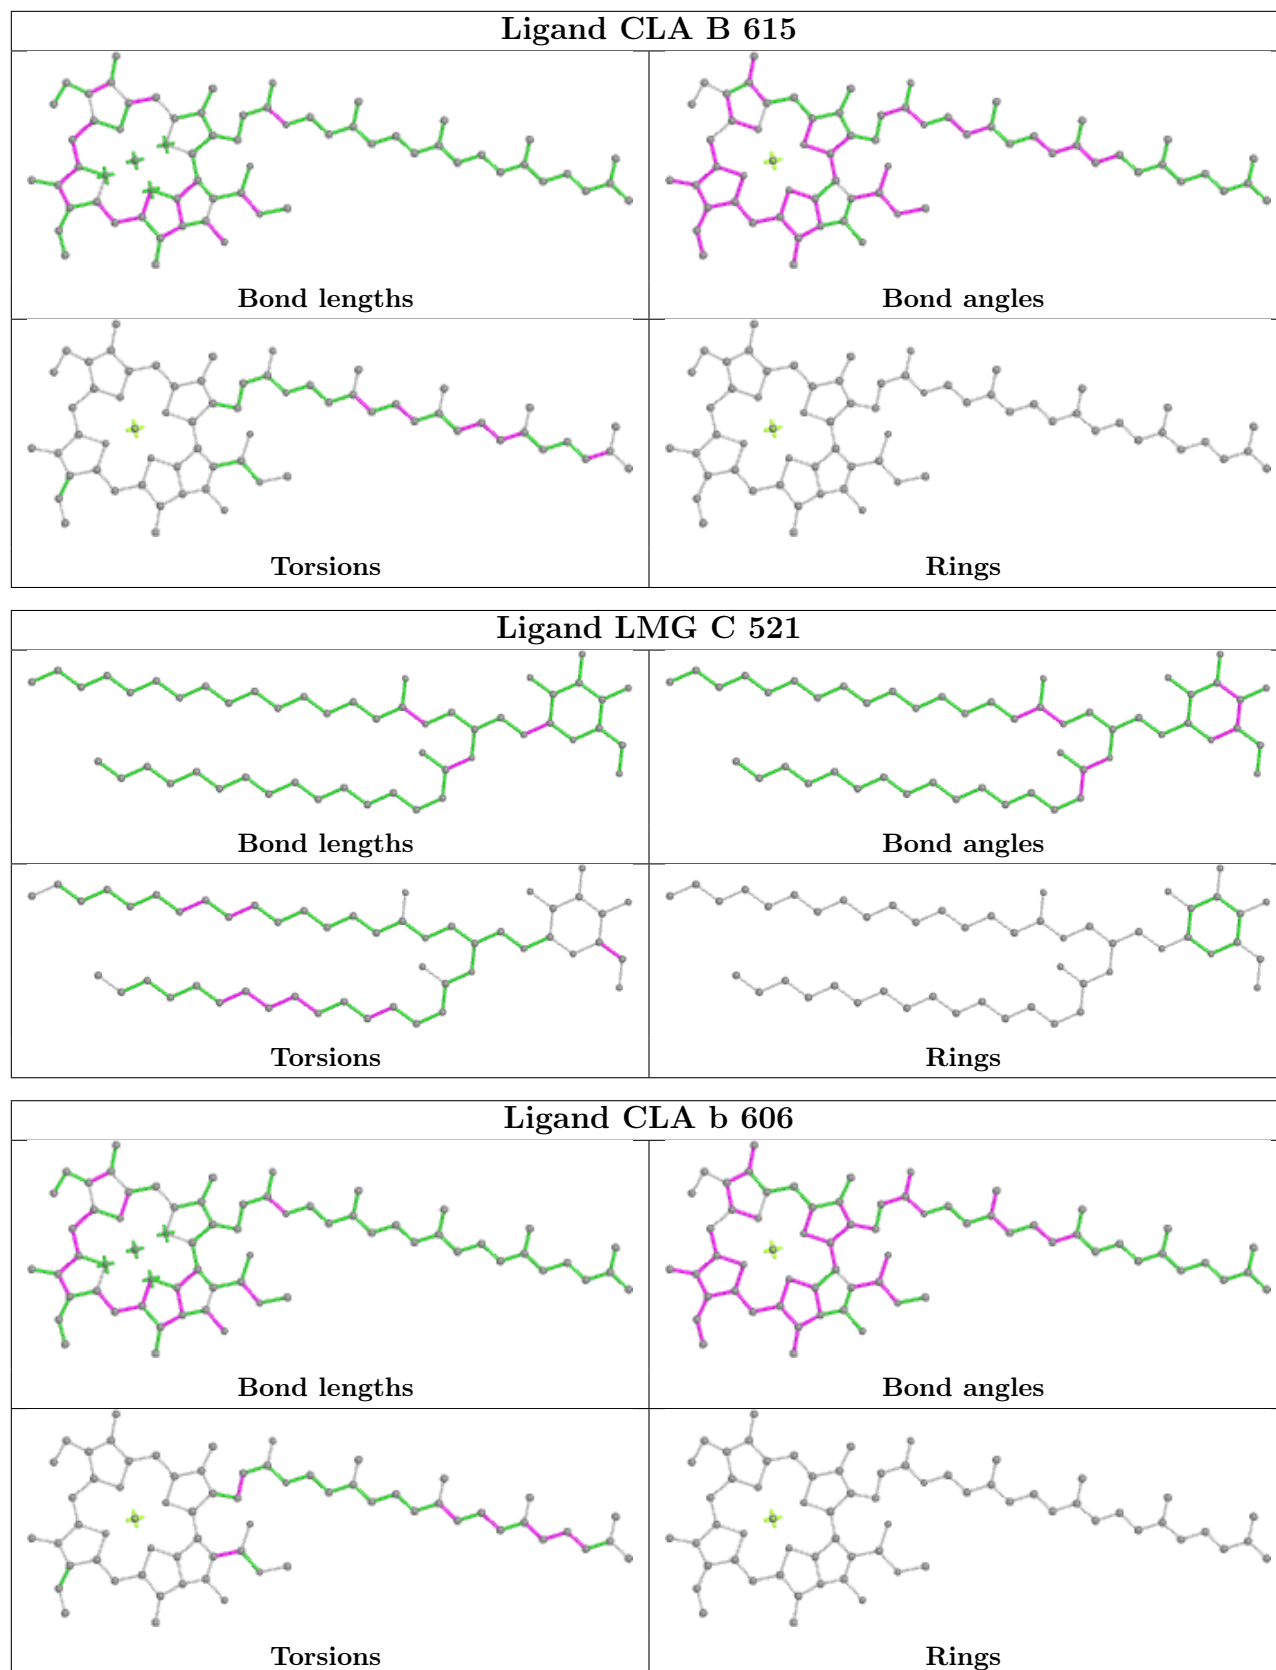 Ligand CLA B 615
Bond lengths
Bond angles
Torsions
Rings
Ligand LMG C 521
Bond lengths
Bond angles
Torsions
Rings
Ligand CLA b 606
Bond lengths
Bond angles
Torsions
Rings